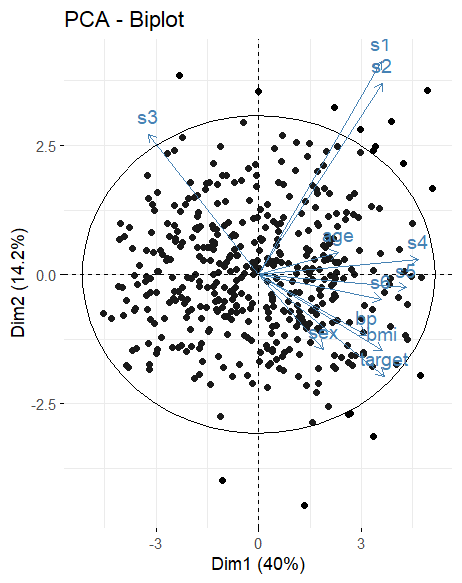 PCA - Biplot
s1
s2
s3
age
s4
s5
s6
bp
sex
bmi
target
2.5
0.0
-2.5
Dim2 (14.2%)
-3
0
3
Dim1 (40%)